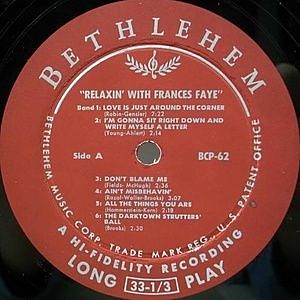 BETHLEHEM
"RELAXIN' WITH FRANCES FAYE"
Band 1: LOVE IS JUST AROUND THE CORNER
(Robin-Gensler) 2:22
2: I'M GONNA SIT RIGHT DOWN AND
WRITE MYSELF A LETTER
(Young-Ahlert) 2:14
Side A
BCP-62
3: DON'T BLAME ME
(Fields- McHugh) 2:36
4: AIN'T MISBEHAVIN'
(Razaf-Waller-Brooks) 2:30
5: ALL THE THINGS YOU ARE
(Hammerstein-Kern) 2:18
6: THE DARKTOWN STRUTTERS'
BALL
(Brooks) 2:30
BETHLEHEM MUSIC CORP. TRADE MARK REG. U.S. PATENT OFFICE
A HI-FIDELITY RECORDING
LONG 33-1/3 PLAY